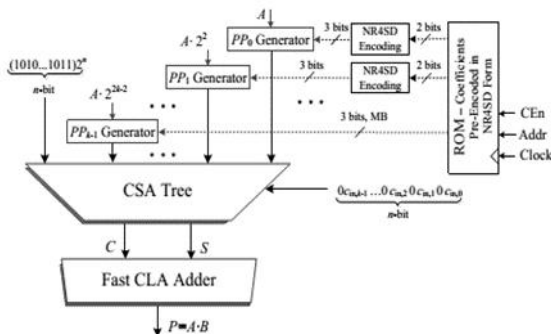 A
3 bits
2 bits
PP0 Generator
NR4SD
Encoding
A · 2^2
3 bits
2 bits
PP1 Generator
NR4SD
Encoding
(1010...1011)2^n
n-bit
A · 2^2k-2
3 bits, MB
PPk-1 Generator
ROM – Coefficients
Pre-Encoded in
NR4SD Form
CEn
Addr
Clock
CSA Tree
0cin,k-1 ...0 cin,2 0 cin,1 0 cin,0
n-bit
C
S
Fast CLA Adder
P=A·B